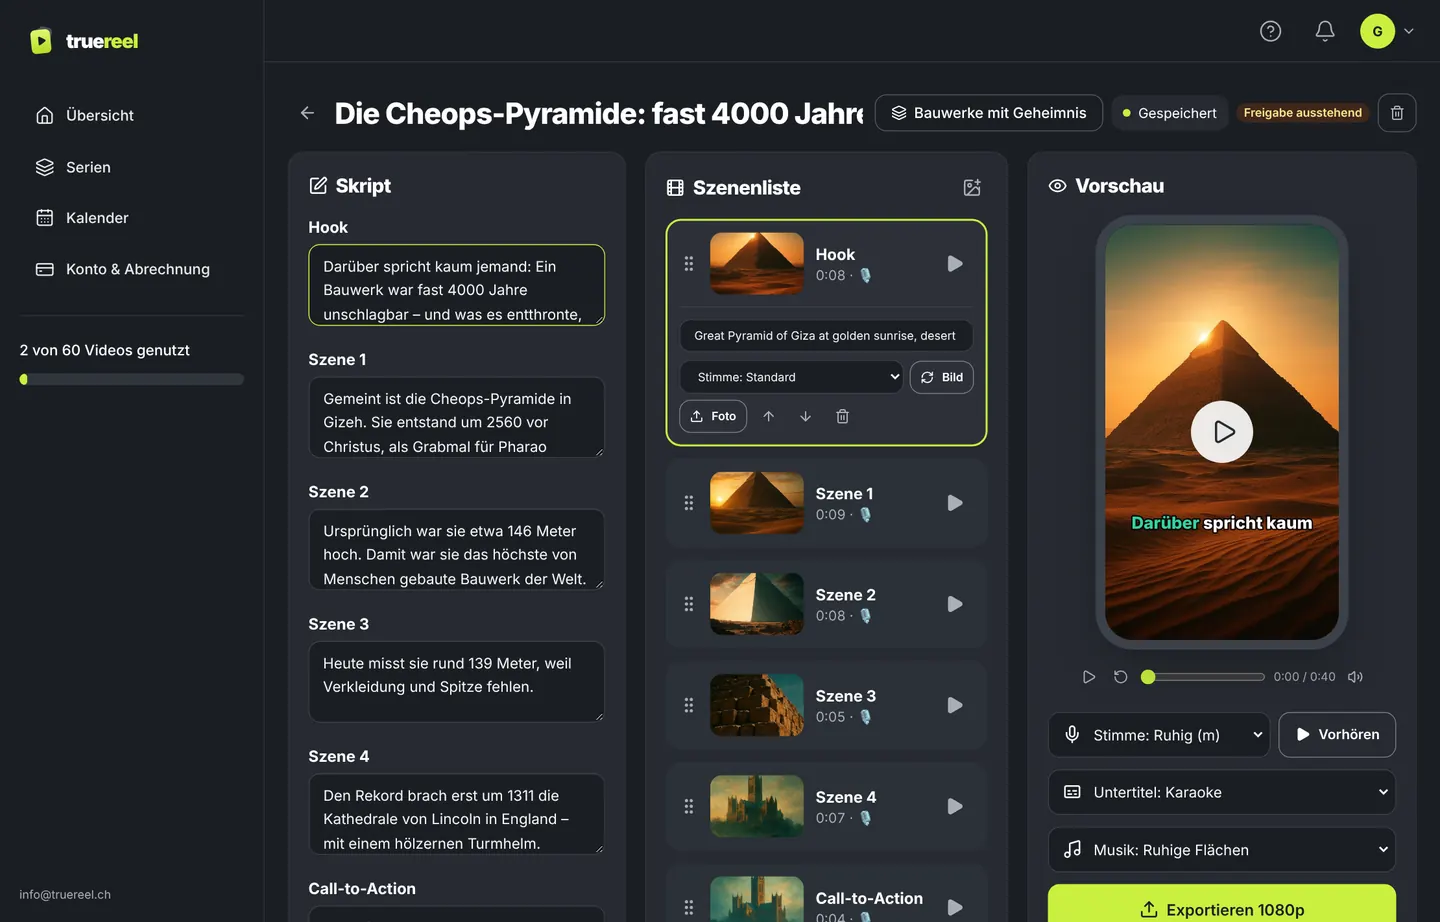 truereel
G
Übersicht
Serien
Kalender
Konto & Abrechnung
2 von 60 Videos genutzt
info@truereel.ch
Die Cheops-Pyramide: fast 4000 Jahre
Bauwerke mit Geheimnis
Gespeichert
Freigabe ausstehend
Skript
Hook
Darüber spricht kaum jemand: Ein
Bauwerk war fast 4000 Jahre
unschlagbar – und was es entthronte,
Szene 1
Gemeint ist die Cheops-Pyramide in
Gizeh. Sie entstand um 2560 vor
Christus, als Grabmal für Pharao
Szene 2
Ursprünglich war sie etwa 146 Meter
hoch. Damit war sie das höchste von
Menschen gebaute Bauwerk der Welt.
Szene 3
Heute misst sie rund 139 Meter, weil
Verkleidung und Spitze fehlen.
Szene 4
Den Rekord brach erst um 1311 die
Kathedrale von Lincoln in England –
mit einem hölzernen Turmhelm.
Call-to-Action
Szenenliste
Hook
0:08 ·
Great Pyramid of Giza at golden sunrise, desert
Stimme: Standard
Bild
Foto
Szene 1
0:09 ·
Szene 2
0:08 ·
Szene 3
0:05 ·
Szene 4
0:07 ·
Call-to-Action
0:04 ·
Vorschau
Darüber spricht kaum
0:00 / 0:40
Stimme: Ruhig (m)
Vorhören
Untertitel: Karaoke
Musik: Ruhige Flächen
Exportieren 1080p